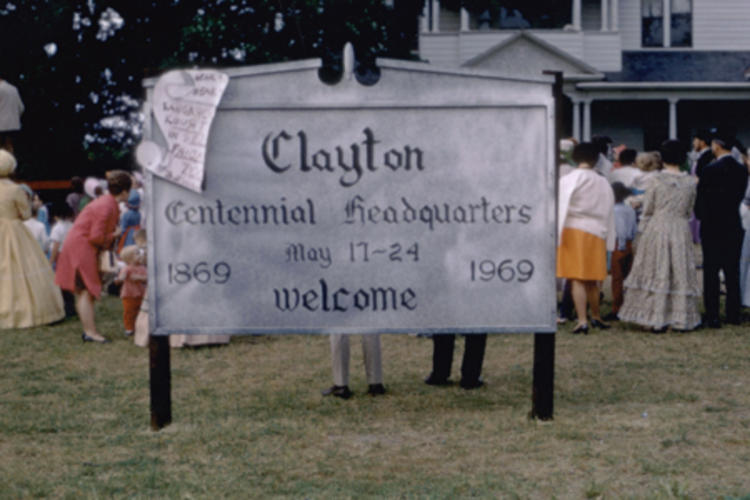 Clayton
Centennial Headquarters
May 17-24
1869 1969
welcome